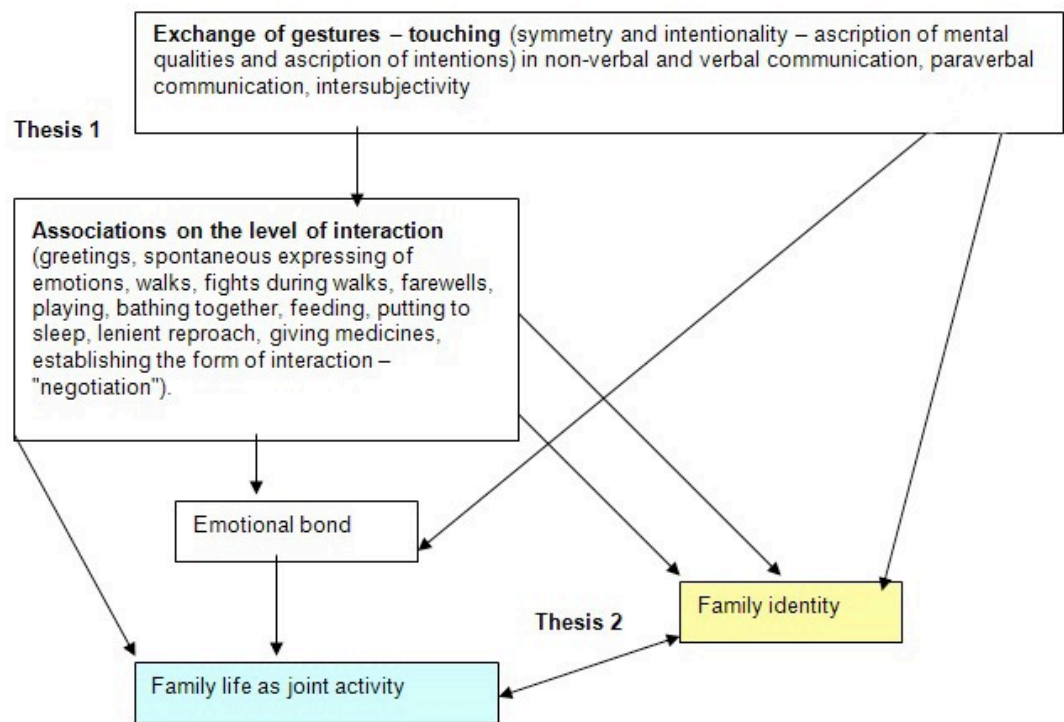 Exchange of gestures – touching (symmetry and intentionality – ascription of mental
qualities and ascription of intentions) in non-verbal and verbal communication, paraverbal
communication, intersubjectivity
Thesis 1
Associations on the level of interaction
(greetings, spontaneous expressing of
emotions, walks, fights during walks, farewells,
playing, bathing together, feeding, putting to
sleep, lenient reproach, giving medicines,
establishing the form of interaction –
"negotiation").
Emotional bond
Family identity
Thesis 2
Family life as joint activity